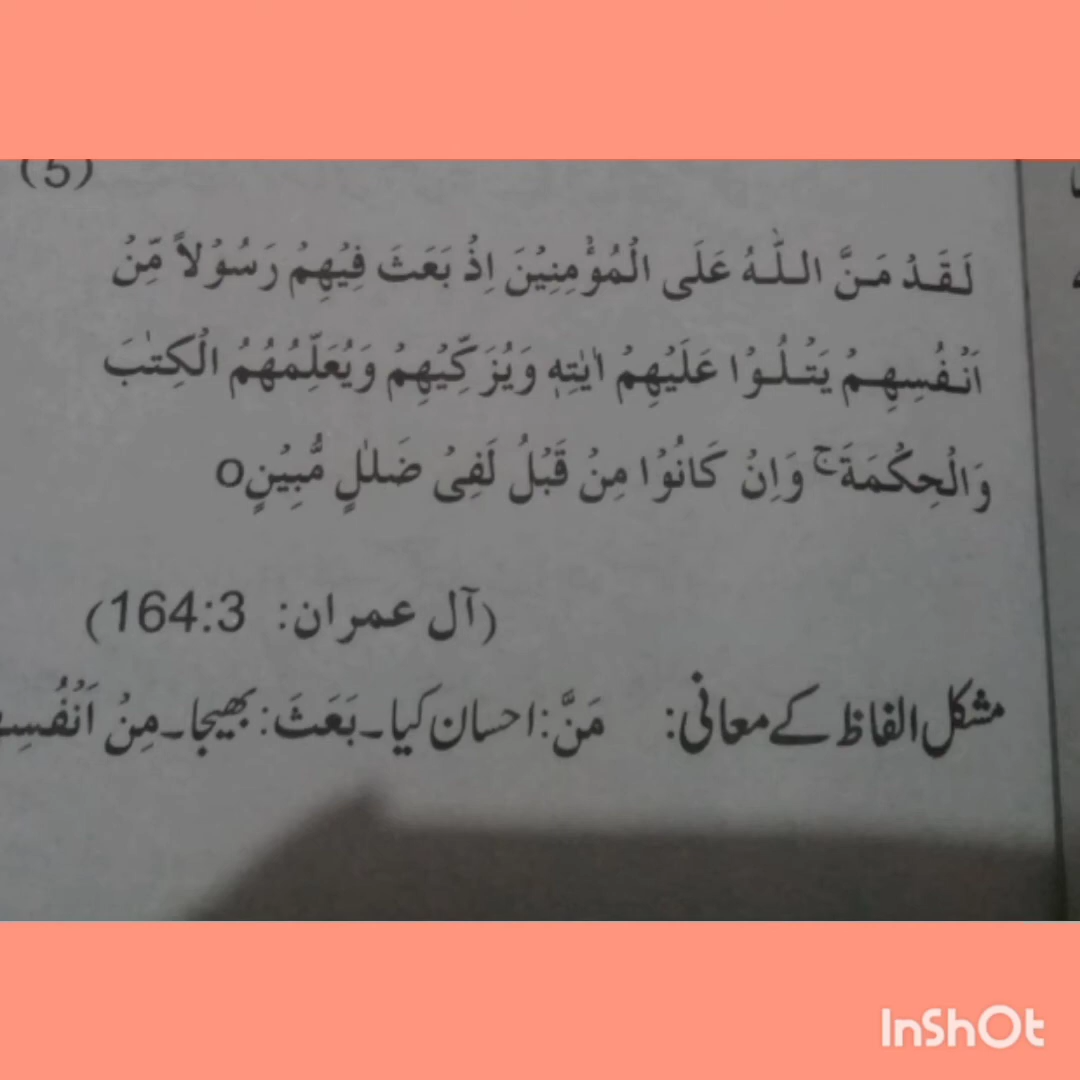 (5)
لَقَدْ مَنَّ اللّٰهُ عَلَى الْمُؤْمِنِيْنَ اِذْ بَعَثَ فِيْهِمْ رَسُوْلاً مِّنْ
اَنْفُسِهِمْ يَتْلُوْا عَلَيْهِمْ اٰيٰتِهٖ وَيُزَكِّيْهِمْ وَيُعَلِّمُهُمُ الْكِتٰبَ
وَالْحِكْمَةَ ۚ وَاِنْ كَانُوْا مِنْ قَبْلُ لَفِىْ ضَلٰلٍ مُّبِيْنٍo
(آل عمران: 164:3)
مشکل الفاظ کے معانی: مَنَّ: احسان کیا۔ بَعَثَ: بھیجا۔ مِنْ
InShOt